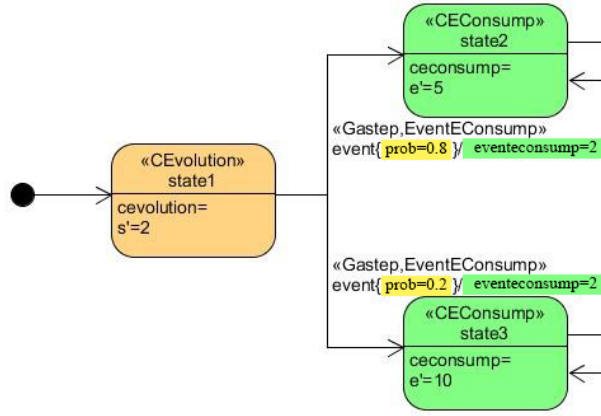 «CEConsump»
state2
ceconsump=
e'=5
«Gastep,EventEConsump»
event{prob=0.8}/ eventeconsump=2
«CEvolution»
state1
cevolution=
s'=2
«Gastep,EventEConsump»
event{prob=0.2}/ eventeconsump=2
«CEConsump»
state3
ceconsump=
e'=10